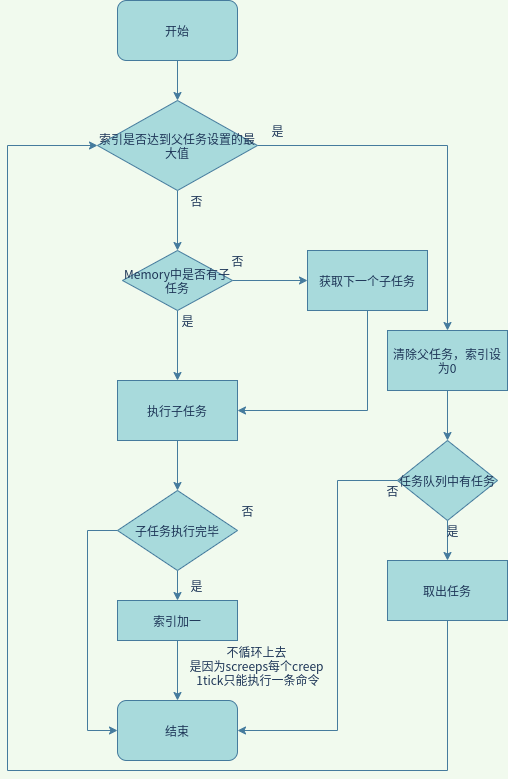 开始
索引是否达到父任务设置的最
大值
是
否
Memory中是否有子
任务
否
获取下一个子任务
是
清除父任务，索引设
为0
执行子任务
任务队列中有任务
否
是
子任务执行完毕
否
是
取出任务
索引加一
不循环上去
是因为screeps每个creep
1tick只能执行一条命令
结束